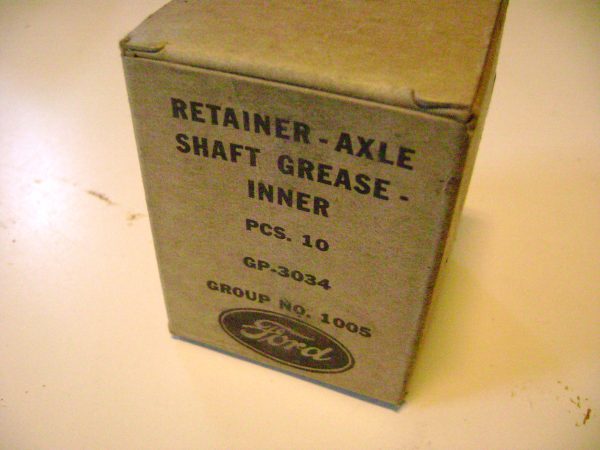 RETAINER - AXLE
SHAFT GREASE -
INNER
PCS. 10
GP-3034
GROUP NO. 1005
Ford